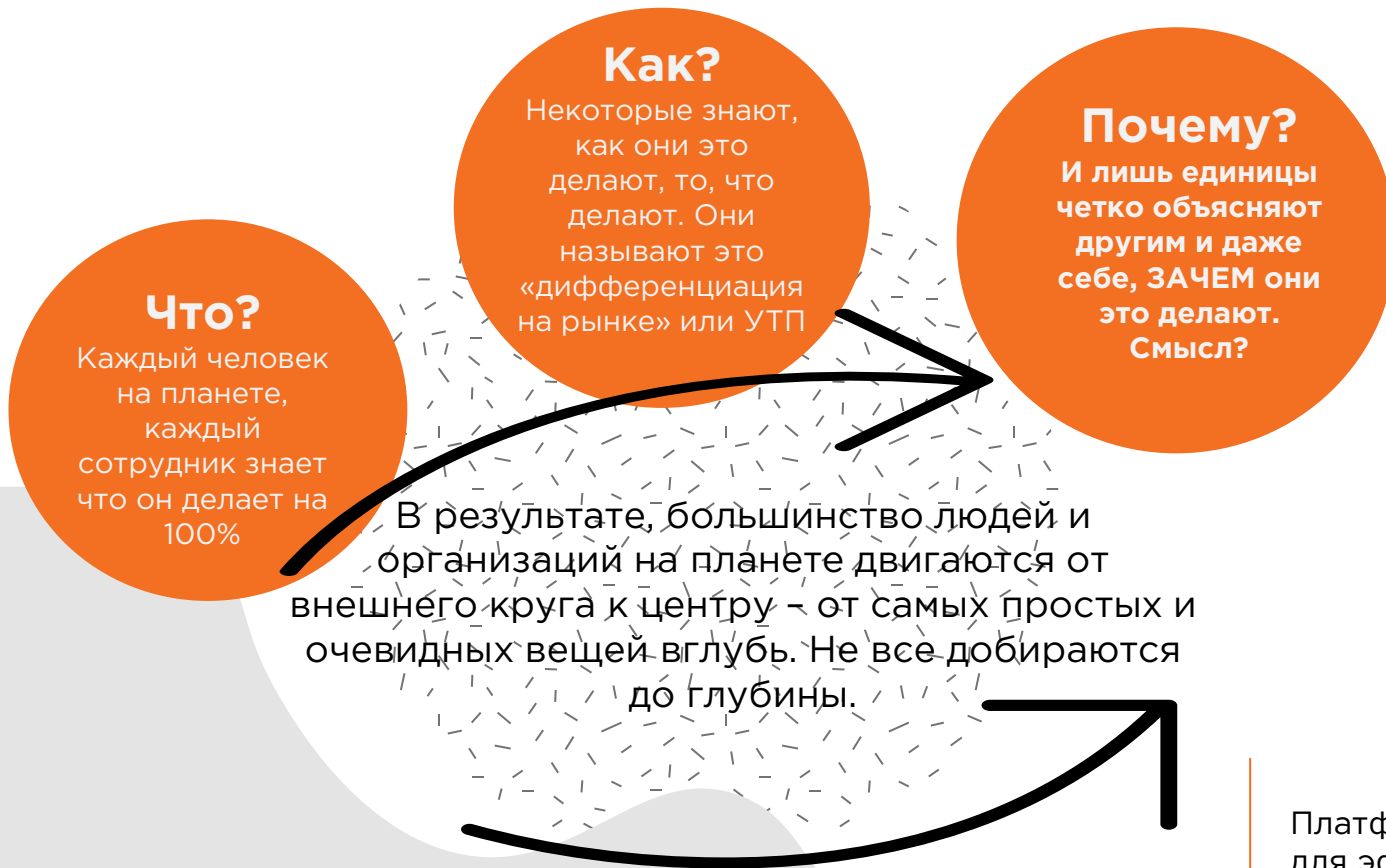 Что?
Каждый человек
на планете,
каждый
сотрудник знает
что он делает на
100%
Как?
Некоторые знают,
как они это
делают, то, что
делают. Они
называют это
«дифференциация
на рынке» или УТП
Почему?
И лишь единицы
четко объясняют
другим и даже
себе, ЗАЧЕМ они
это делают.
Смысл?
В результате, большинство людей и
организаций на планете двигаются от
внешнего круга к центру – от самых простых и
очевидных вещей вглубь. Не все добираются
до глубины.
для